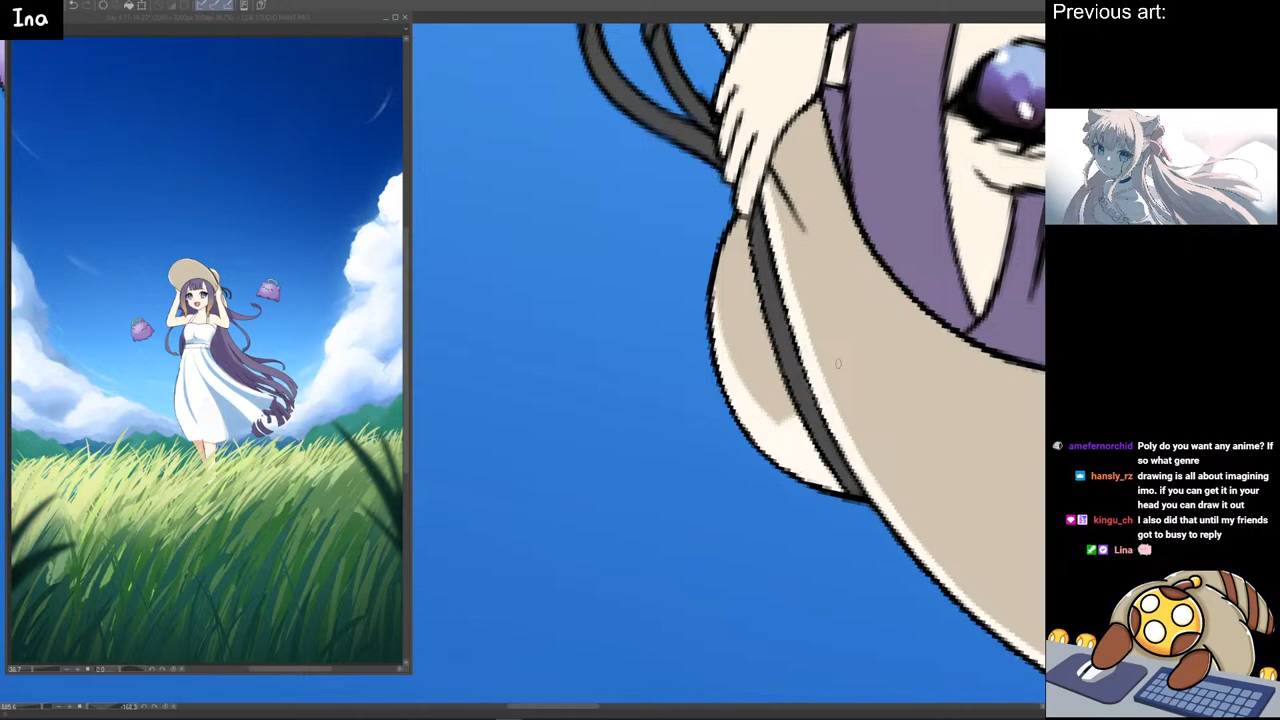 Ina
Previous art:
amefernorchid Poly do you want any anime? If
so what genre
hansly_rz drawing is all about imagining
imo. if you can get it in your
head you can draw it out
kingu_ch I also did that until my friends
got to busy to reply
Lina